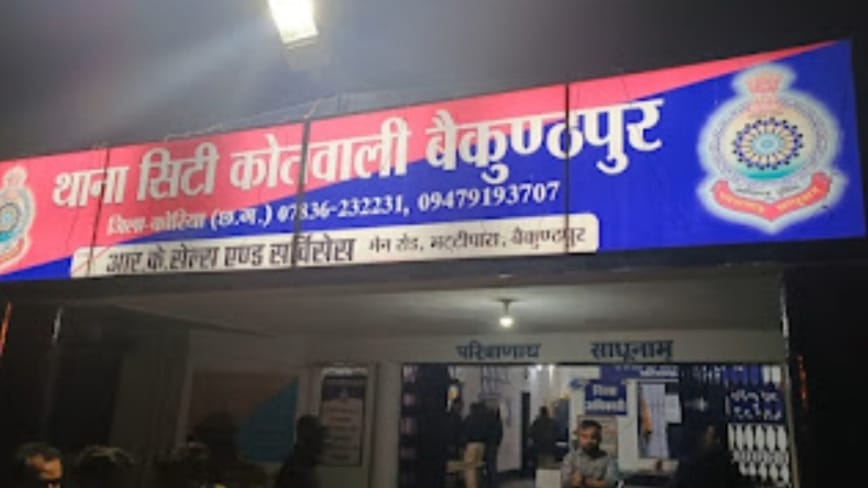 थाना सिटी कोतवाली बैकुण्ठपुर
जिला-कोरिया (छ.ग.) 07836-232231, 09479193707
आर.के.सेल्स एण्ड सर्विसेस मेन रोड, भट्टीपारा, बैकुण्ठपुर
परित्राणाय साधूनाम्